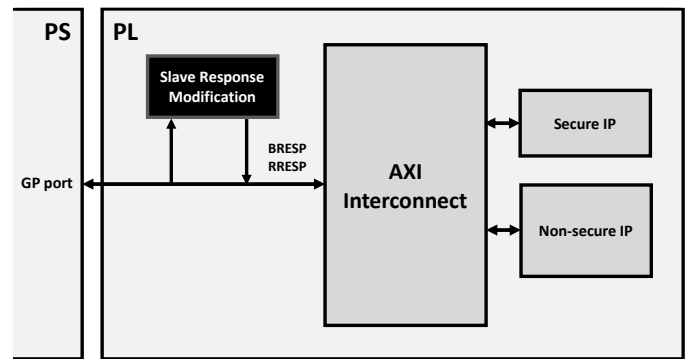 PS
PL
Slave Response
Modification
BRESP
RRESP
GP port
AXI
Interconnect
Secure IP
Non-secure IP